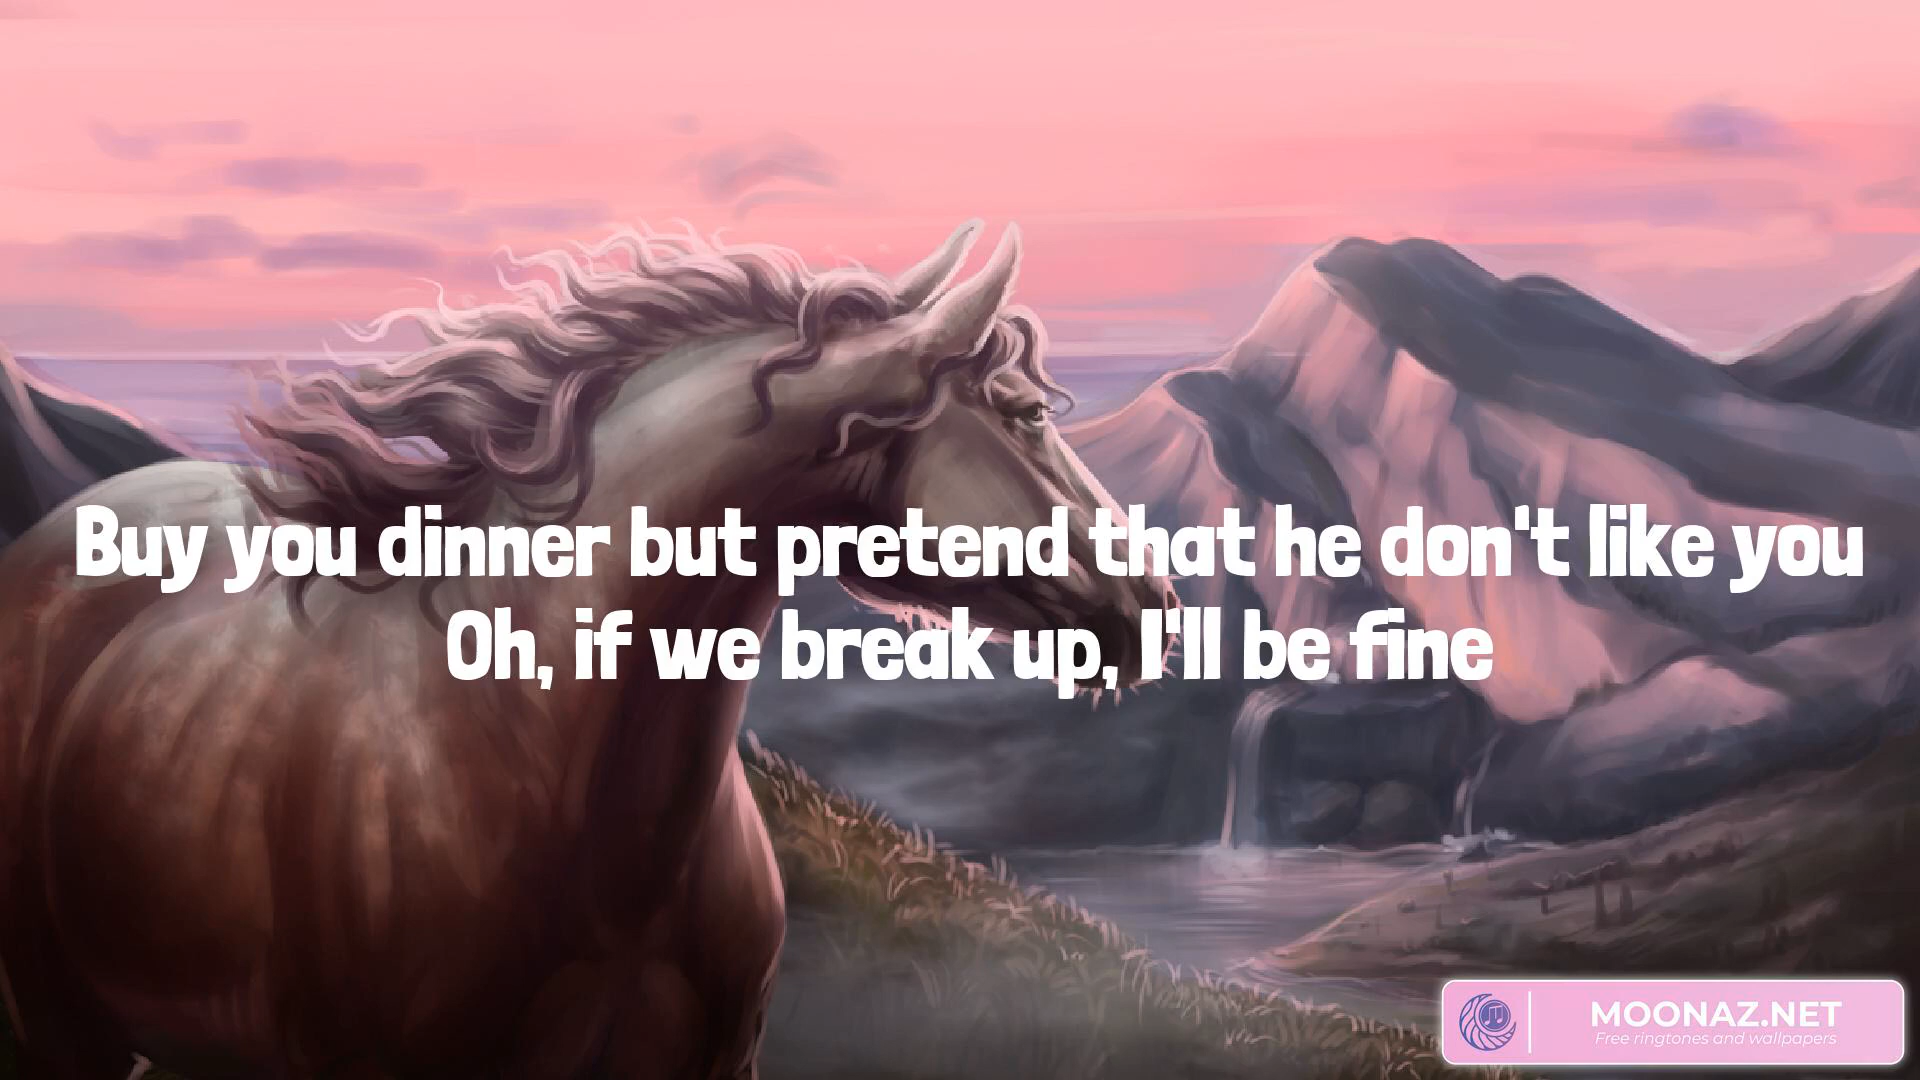 Buy you dinner but pretend that he don't like you
Oh, if we break up, I'll be fine
MOONAZ.NET
Free ringtones and wallpapers